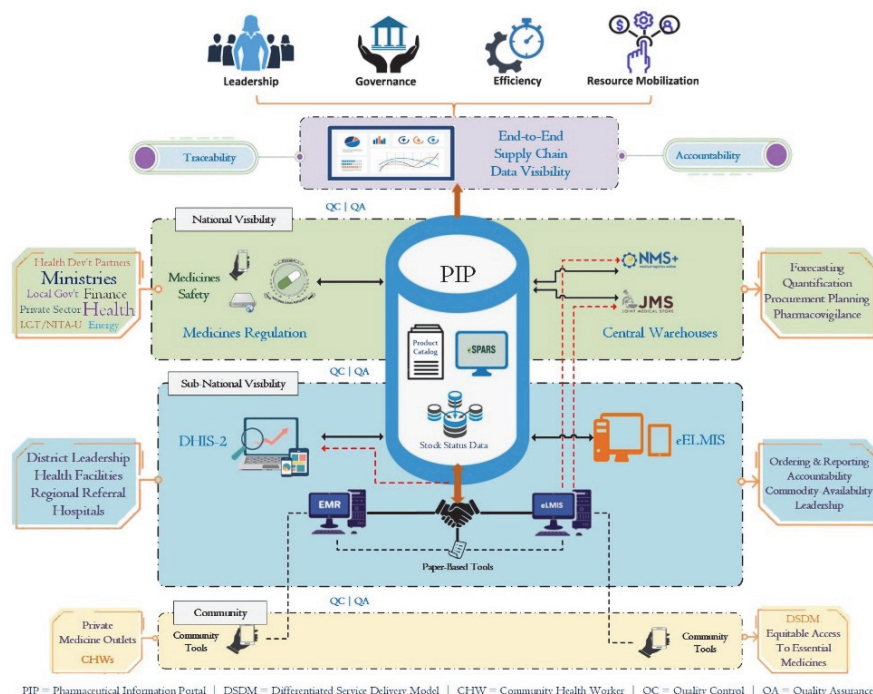 Leadership
Governance
Efficiency
Resource Mobilization
Traceability
End-to-End
Supply Chain
Data Visibility
Accountability
QC | QA
National Visibility
Health Dev't Partners
Ministries
Local Gov't Finance
Private Sector Health
LCT/NITA-U Energy
Medicines
Safety
Medicines Regulation
PIP
Product
Catalog
SPARS
Stock Status Data
NMS+
JMS
JOINT MEDICAL STORE
Central Warehouses
Forecasting
Quantification
Procurement Planning
Pharmacovigilance
QC | QA
Sub-National Visibility
DHIS-2
eELMIS
District Leadership
Health Facilities
Regional Referral
Hospitals
Ordering & Reporting
Accountability
Commodity Availability
Leadership
EMR
eLMIS
Paper-Based Tools
QC | QA
Community
Private
Medicine Outlets
CHWs
Community
Tools
Community
Tools
DSDM
Equitable Access
To Essential
Medicines
PIP = Pharmaceutical Information Portal | DSDM = Differentiated Service Delivery Model | CHW = Community Health Worker | QC = Quality Control | QA = Quality Assurance